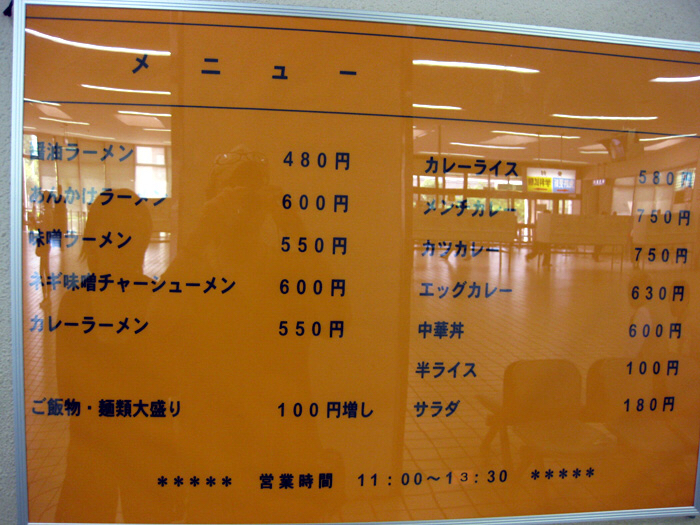 メニュー
醤油ラーメン 480円
あんかけラーメン 600円
味噌ラーメン 550円
ネギ味噌チャーシューメン 600円
カレーラーメン 550円
ご飯物・麺類大盛り 100円増し
カレーライス 580円
メンチカレー 750円
カツカレー 750円
エッグカレー 630円
中華丼 600円
半ライス 100円
サラダ 180円
***** 営業時間 11:00~13:30 *****